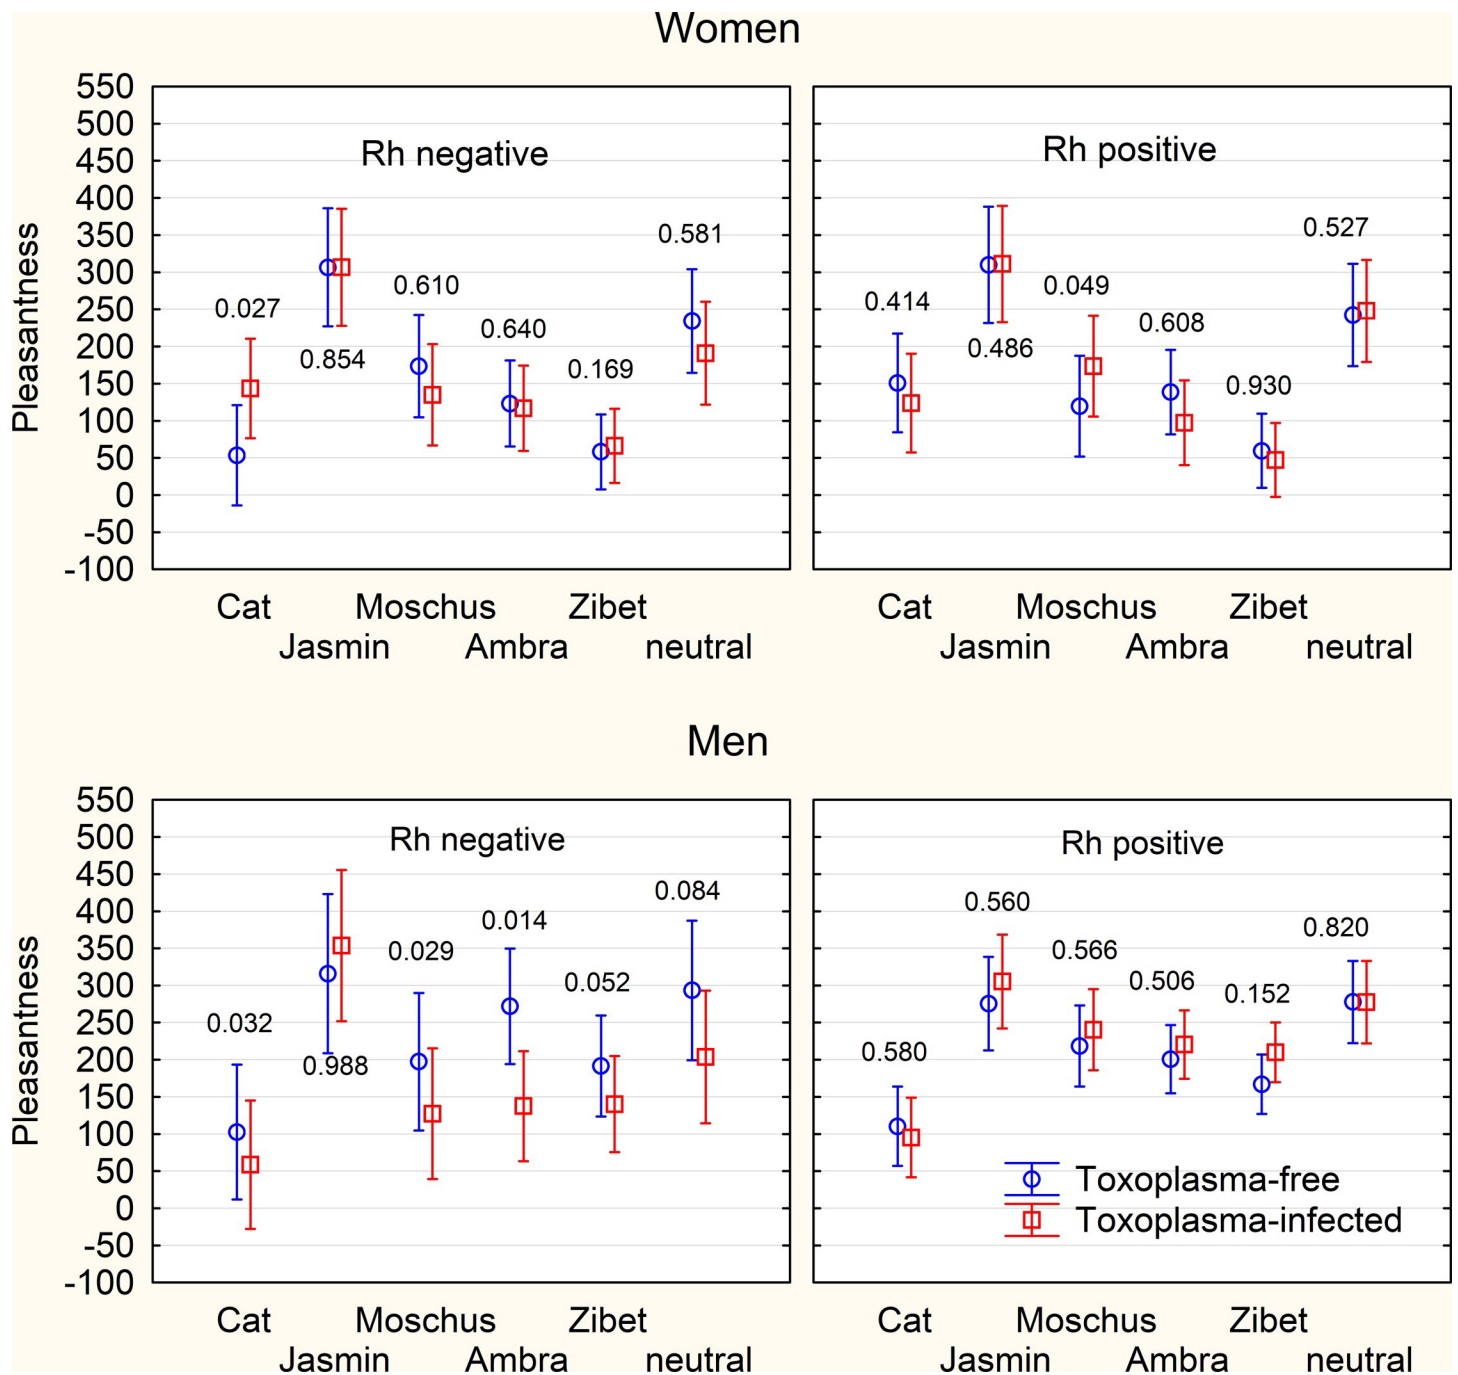 Women
Pleasantness
550
500
450
400
350
300
250
200
150
100
50
0
-50
-100
Rh negative
0.027
0.854
0.610
0.640
0.169
0.581
Cat
Jasmin
Moschus
Ambra
Zibet
neutral
Rh positive
0.414
0.486
0.049
0.608
0.930
0.527
Cat
Jasmin
Moschus
Ambra
Zibet
neutral
Men
Pleasantness
550
500
450
400
350
300
250
200
150
100
50
0
-50
-100
Rh negative
0.032
0.988
0.029
0.014
0.052
0.084
Cat
Jasmin
Moschus
Ambra
Zibet
neutral
Rh positive
0.580
0.560
0.566
0.506
0.152
0.820
Toxoplasma-free
Toxoplasma-infected
Cat
Jasmin
Moschus
Ambra
Zibet
neutral